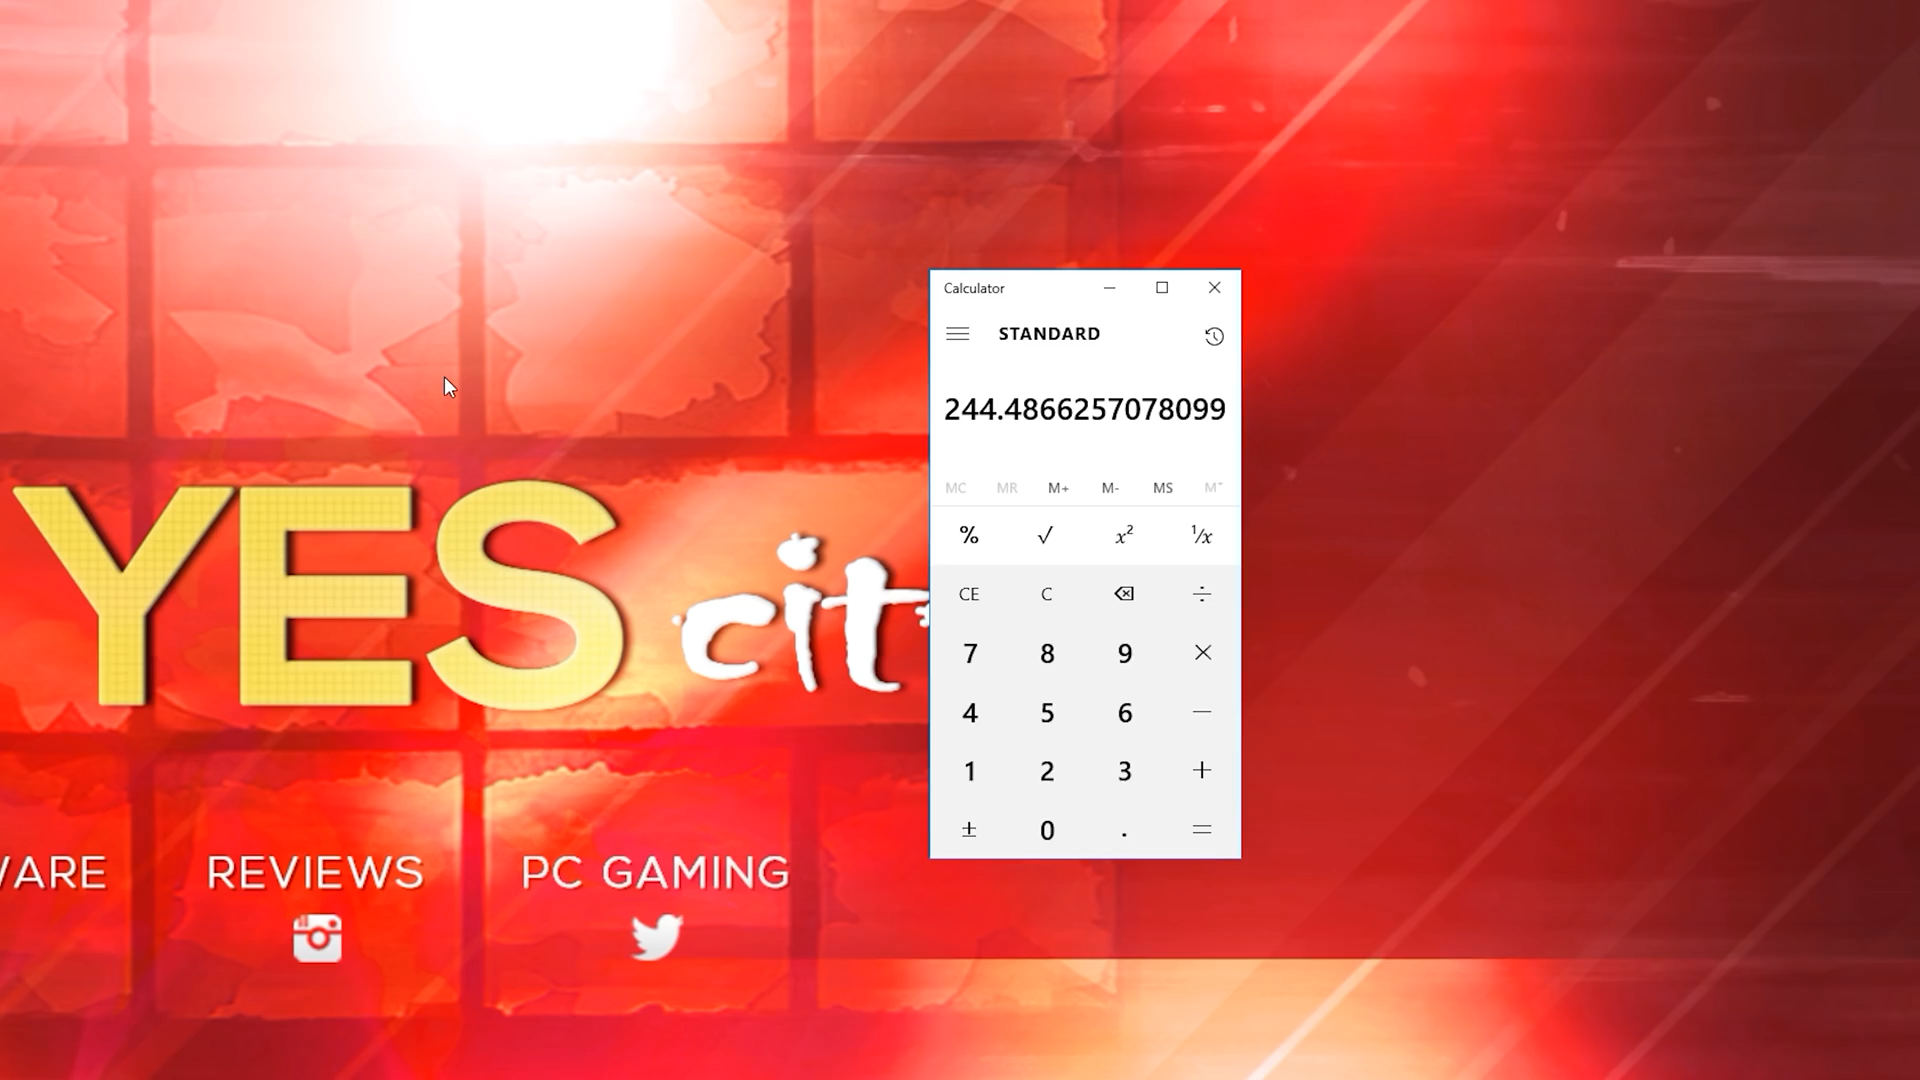 Calculator
STANDARD
244.4866257078099
MC MR M+ M- MS M˅
% √ x² ¹/x
CE C ÷
7 8 9 ×
4 5 6 −
1 2 3 +
± 0 . =
YES
REVIEWS PC GAMING